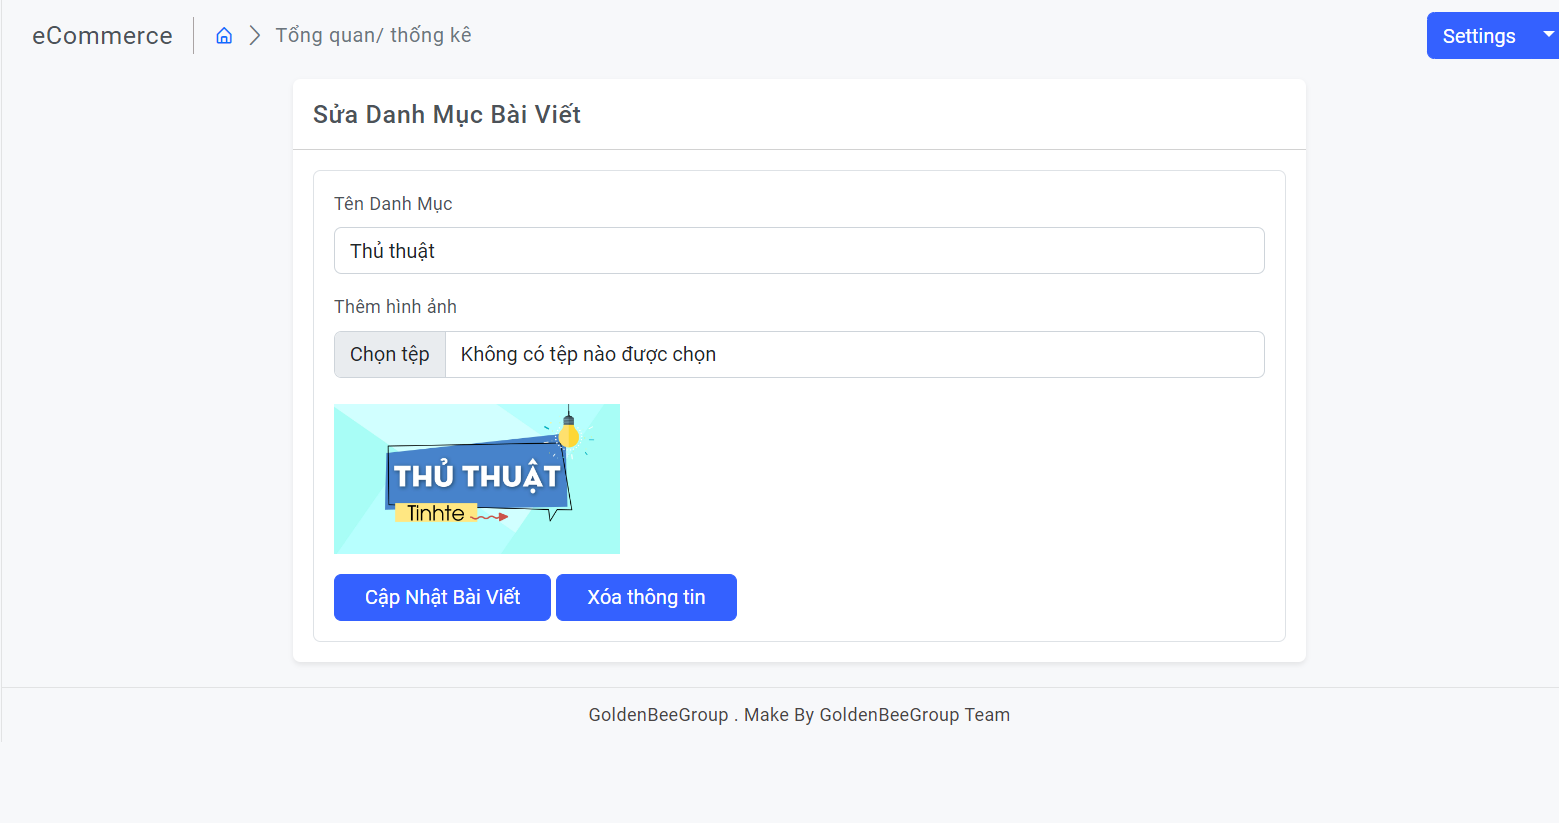 eCommerce
Tổng quan/ thống kê
Settings
Sửa Danh Mục Bài Viết
Tên Danh Mục
Thủ thuật
Thêm hình ảnh
Chọn tệp
Không có tệp nào được chọn
THỦ THUẬT
Tinhte
Cập Nhật Bài Viết
Xóa thông tin
GoldenBeeGroup . Make By GoldenBeeGroup Team